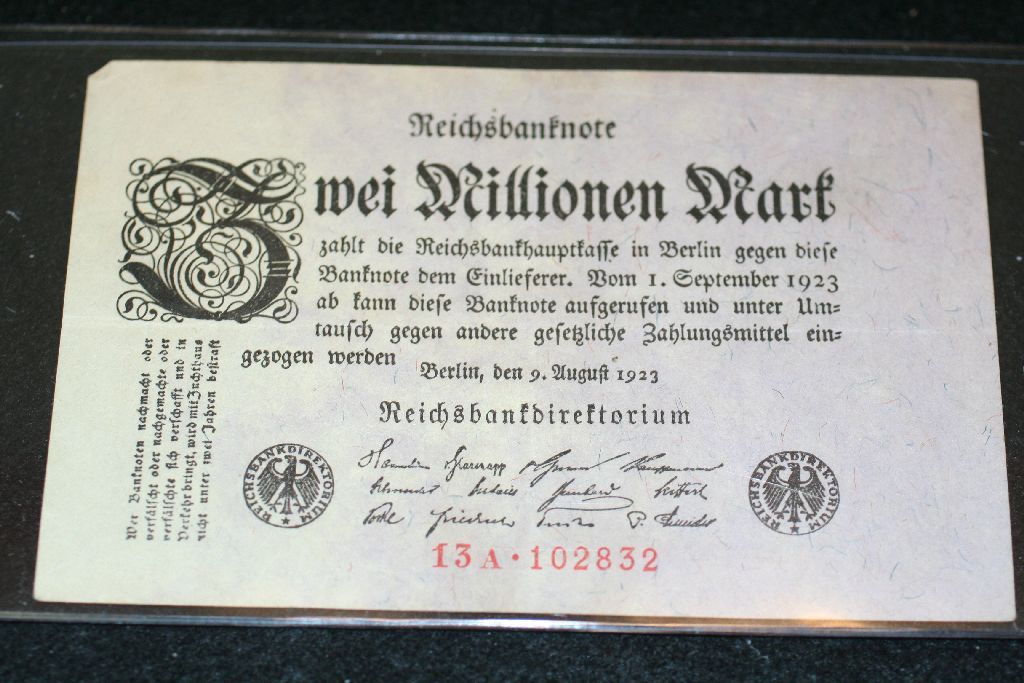 Reichsbanknote
Zwei Millionen Mark
zahlt die Reichsbankhauptkasse in Berlin gegen diese
Banknote dem Einlieferer. Vom 1. September 1923
ab kann diese Banknote aufgerufen und unter Um-
tausch gegen andere gesetzliche Zahlungsmittel ein-
gezogen werden
Berlin, den 9. August 1923
Reichsbankdirektorium
Wer Banknoten nachmacht oder
verfälscht oder nachgemachte oder
verfälschte sich verschafft und in
Verkehr bringt, wird mit Zuchthaus
nicht unter zwei Jahren bestraft
REICHSBANKDIREKTORIUM
REICHSBANKDIREKTORIUM
13A·102832